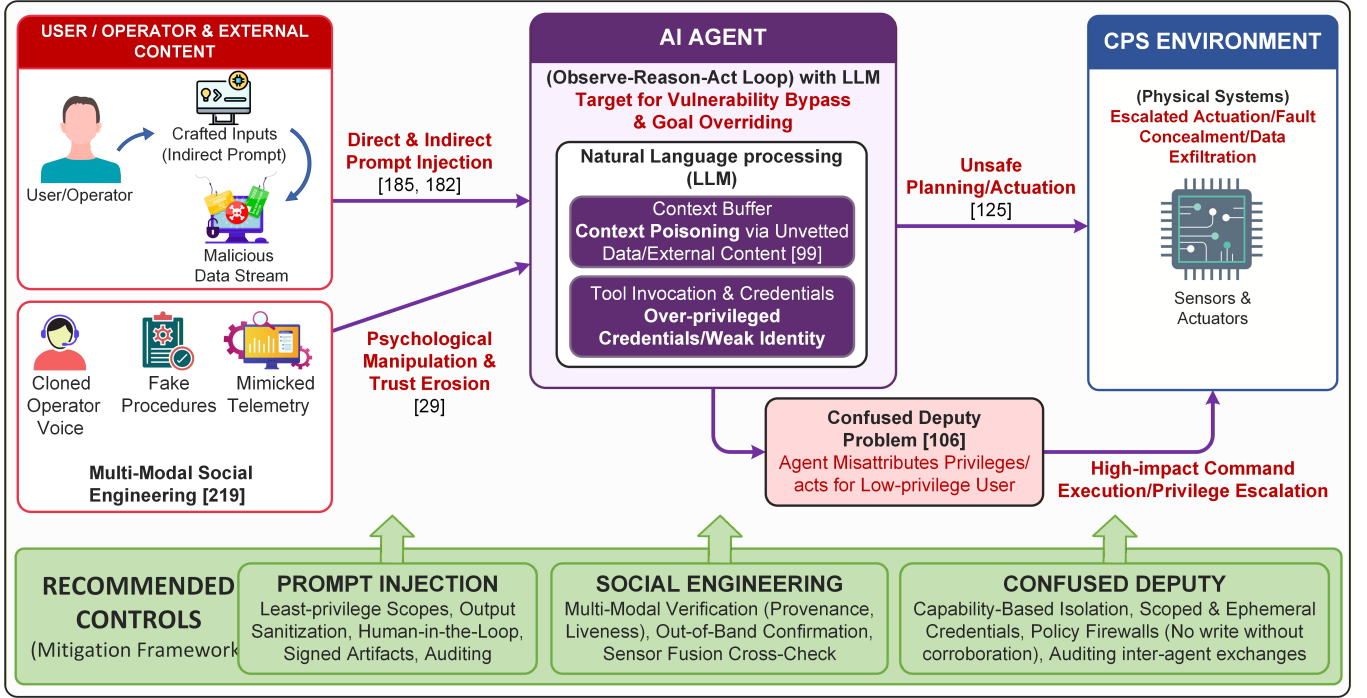 USER / OPERATOR & EXTERNAL
CONTENT
User/Operator
Crafted Inputs
(Indirect Prompt)
Malicious
Data Stream
Cloned
Operator
Voice
Fake
Procedures
Mimicked
Telemetry
Multi-Modal Social
Engineering [219]
Direct & Indirect
Prompt Injection
[185, 182]
Psychological
Manipulation &
Trust Erosion
[29]
AI AGENT
(Observe-Reason-Act Loop) with LLM
Target for Vulnerability Bypass
& Goal Overriding
Natural Language processing
(LLM)
Context Buffer
Context Poisoning via Unvetted
Data/External Content [99]
Tool Invocation & Credentials
Over-privileged
Credentials/Weak Identity
Unsafe
Planning/Actuation
[125]
CPS ENVIRONMENT
(Physical Systems)
Escalated Actuation/Fault
Concealment/Data
Exfiltration
Sensors &
Actuators
Confused Deputy
Problem [106]
Agent Misattributes Privileges/
acts for Low-privilege User
High-impact Command
Execution/Privilege Escalation
RECOMMENDED
CONTROLS
(Mitigation Framework
PROMPT INJECTION
Least-privilege Scopes, Output
Sanitization, Human-in-the-Loop,
Signed Artifacts, Auditing
SOCIAL ENGINEERING
Multi-Modal Verification (Provenance,
Liveness), Out-of-Band Confirmation,
Sensor Fusion Cross-Check
CONFUSED DEPUTY
Capability-Based Isolation, Scoped & Ephemeral
Credentials, Policy Firewalls (No write without
corroboration), Auditing inter-agent exchanges